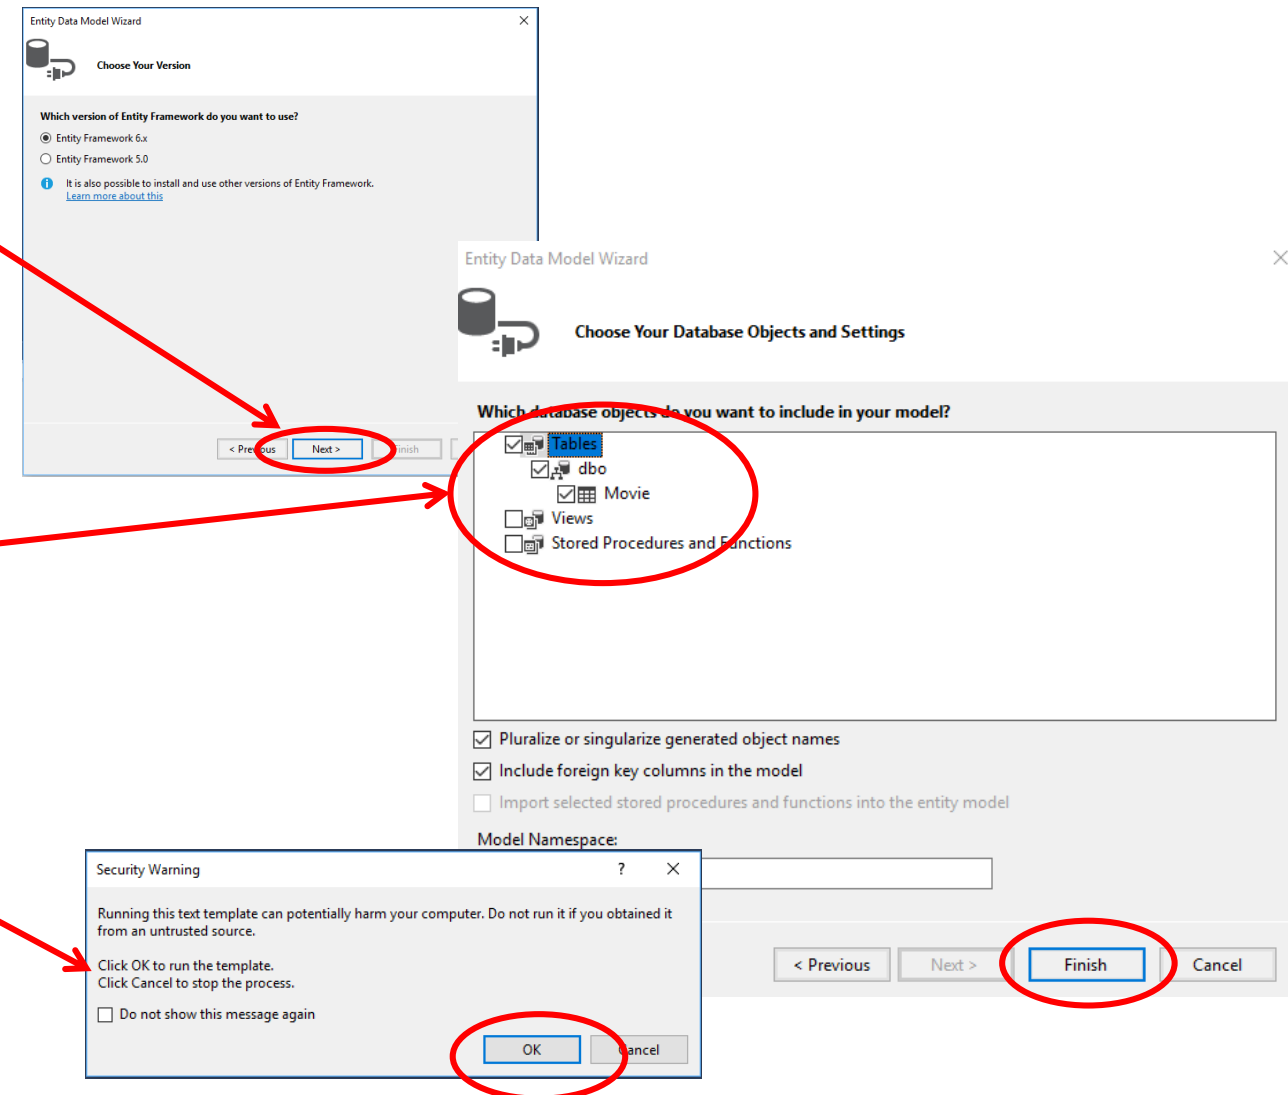 Entity Data Model Wizard
Choose Your Version
Which version of Entity Framework do you want to use?
Entity Framework 6.x
Entity Framework 5.0
It is also possible to install and use other versions of Entity Framework.
Learn more about this
< Previous Next > Finish
Entity Data Model Wizard
Choose Your Database Objects and Settings
Which database objects do you want to include in your model?
Tables
dbo
Movie
Views
Stored Procedures and Functions
Pluralize or singularize generated object names
Include foreign key columns in the model
Import selected stored procedures and functions into the entity model
Model Namespace:
< Previous Next > Finish Cancel
Security Warning
Running this text template can potentially harm your computer. Do not run it if you obtained it
from an untrusted source.
Click OK to run the template.
Click Cancel to stop the process.
Do not show this message again
OK Cancel